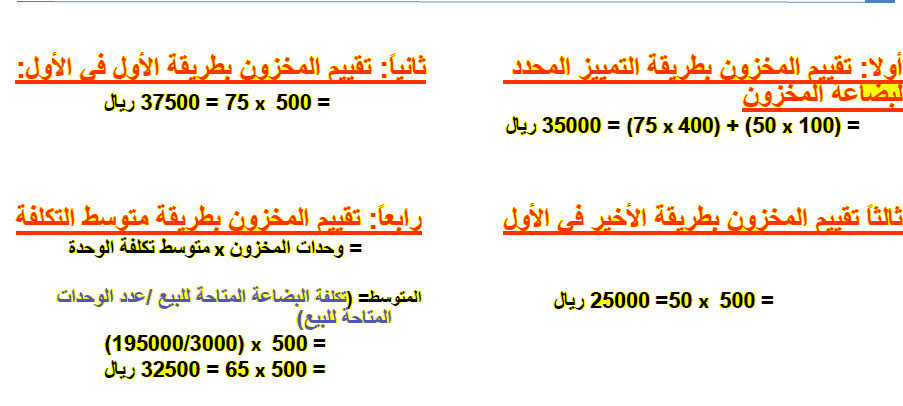 أولا: تقييم المخزون بطريقة التمييز المحدد
لبضاعة المخزون
= (100 x 50) + (400 x 75) = 35000 ريال
ثانياً: تقييم المخزون بطريقة الأول في الأول:
= 500 x 75 = 37500 ريال
ثالثاً تقييم المخزون بطريقة الأخير في الأول
= 500 x 50= 25000 ريال
رابعاً: تقييم المخزون بطريقة متوسط التكلفة
= وحدات المخزون x متوسط تكلفة الوحدة
المتوسط= (تكلفة البضاعة المتاحة للبيع /عدد الوحدات
المتاحة للبيع)
= 500 x (195000/3000)
= 500 x 65 = 32500 ريال